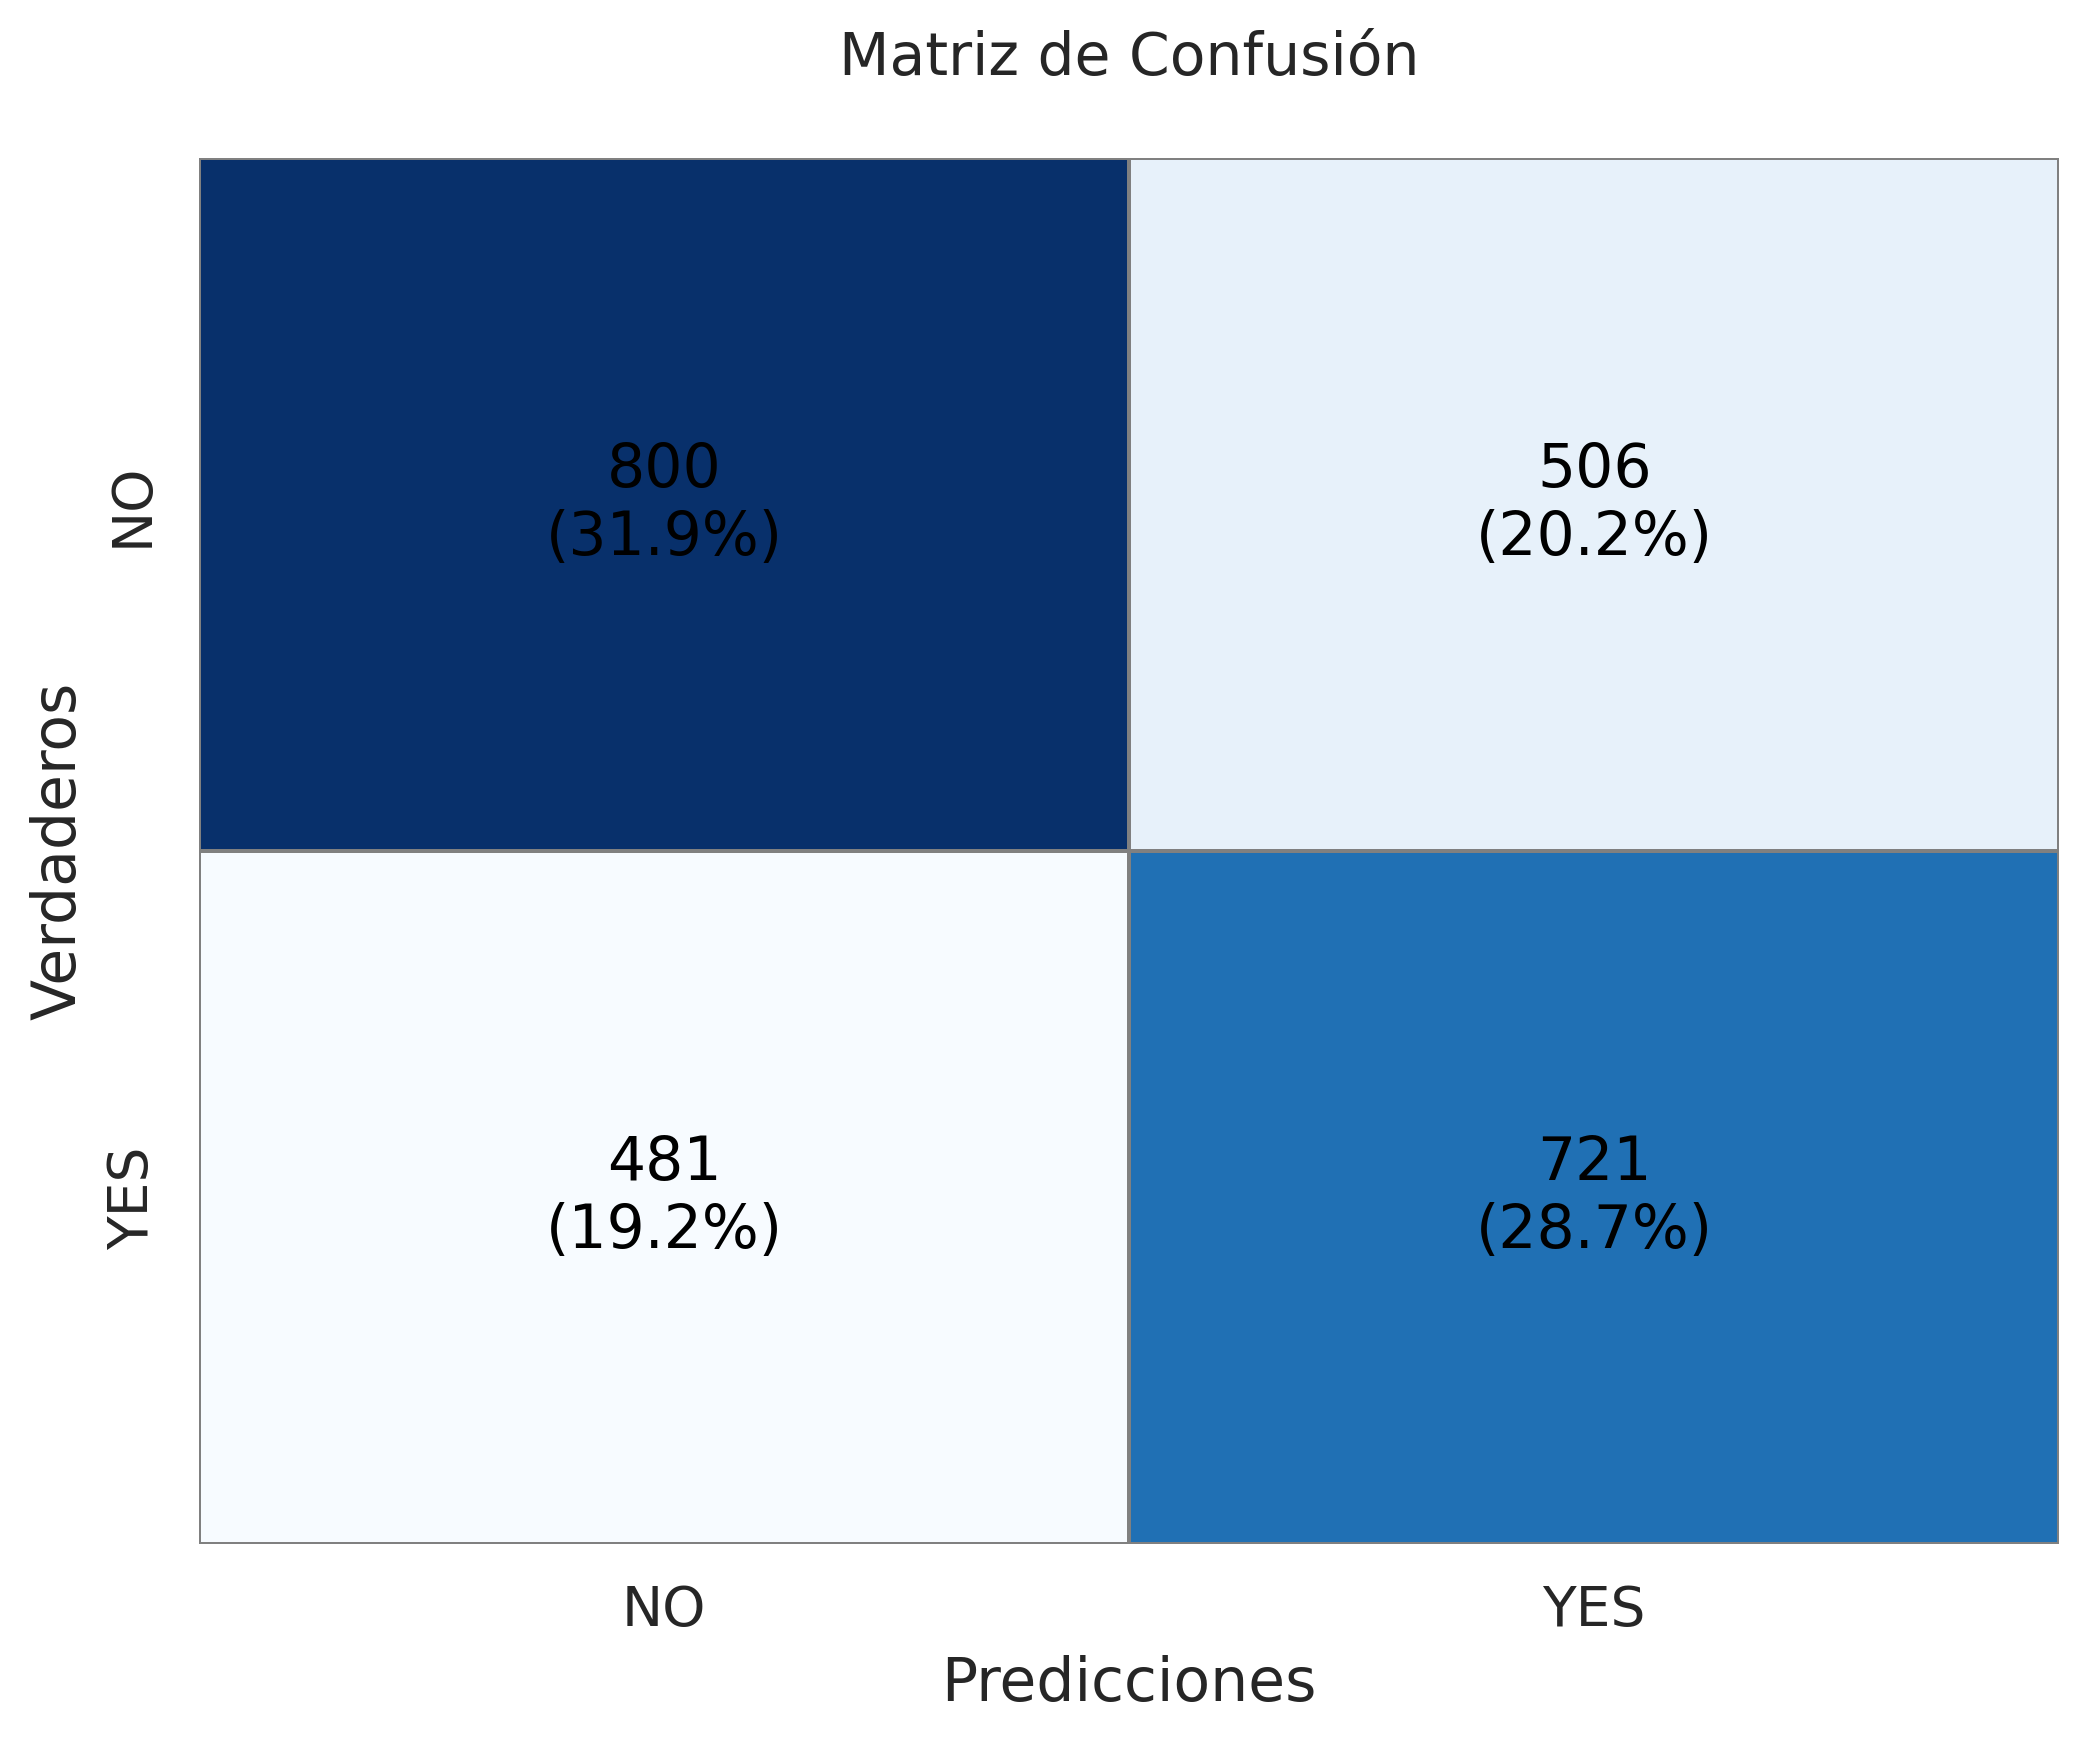 Matriz de Confusión
Verdaderos
NO
800
(31.9%)
506
(20.2%)
YES
481
(19.2%)
721
(28.7%)
NO
YES
Predicciones